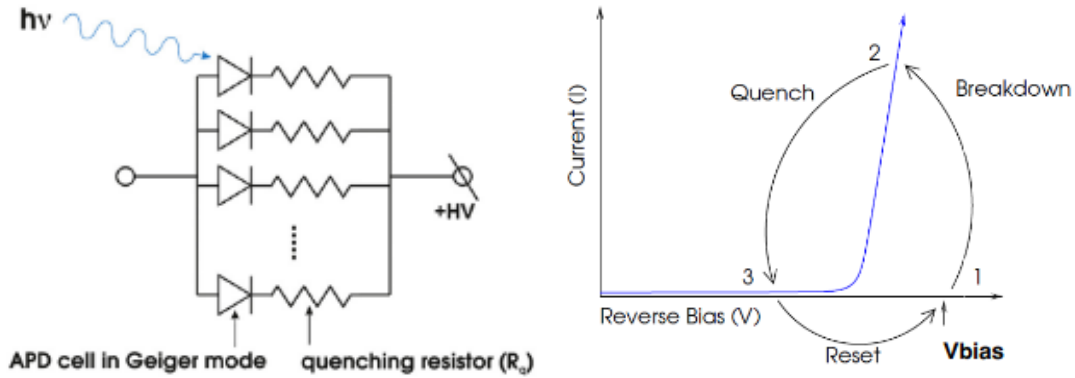 hν
+HV
APD cell in Geiger mode
quenching resistor (Rq)
Current (I)
2
Quench
Breakdown
3
1
Reverse Bias (V)
Reset
Vbias